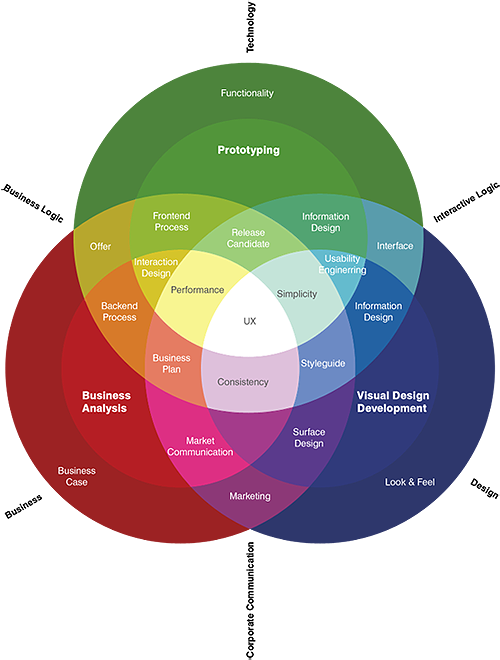 Technology
Functionality
Prototyping
Business Logic
Interactive Logic
Frontend
Process
Information
Design
Release
Candidate
Offer
Interface
Interaction
Design
Usability
Enginerring
Performance
Simplicity
Backend
Process
Information
Design
UX
Business
Plan
Styleguide
Consistency
Business
Analysis
Visual Design
Development
Market
Communication
Surface
Design
Business
Case
Look & Feel
Marketing
Business
Design
Corporate Communication